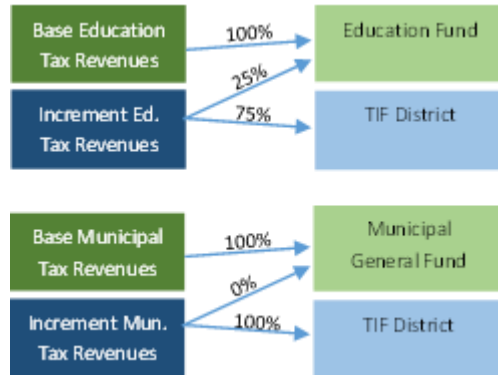 Base Education
Tax Revenues
100%
Education Fund
25%
Increment Ed.
Tax Revenues
75%
TIF District
Base Municipal
Tax Revenues
100%
Municipal
General Fund
0%
Increment Mun.
Tax Revenues
100%
TIF District